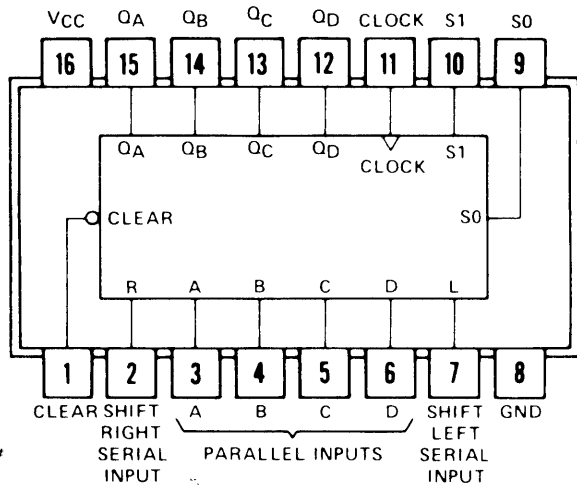 VCC QA QB QC QD CLOCK S1 S0
16 15 14 13 12 11 10 9
QA QB QC QD CLOCK S1
CLEAR S0
R A B C D L
1 2 3 4 5 6 7 8
CLEAR SHIFT RIGHT SERIAL INPUT A B C D SHIFT LEFT SERIAL INPUT GND
PARALLEL INPUTS